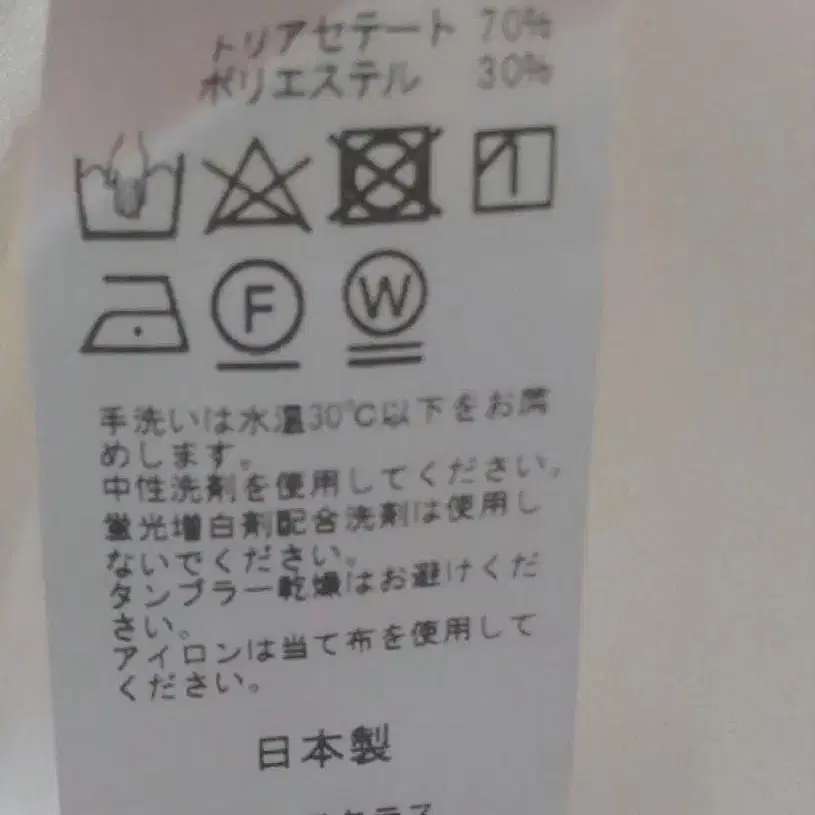 トリアセテート 70%
ポリエステル 30%
F
W
手洗いは水温30℃以下をお薦
めします。
中性洗剤を使用してください。
蛍光増白剤配合洗剤は使用し
ないでください。
タンブラー乾燥はお避けくだ
さい。
アイロンは当て布を使用して
ください。
日本製